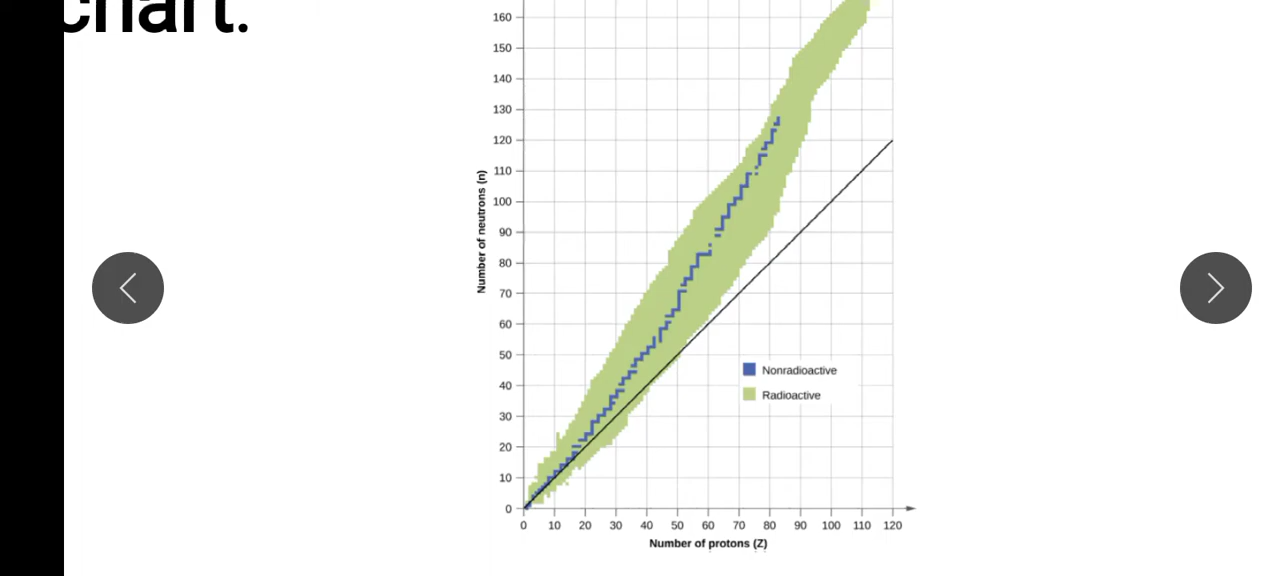 chart.
160
150
140
130
120
110
100
90
80
70
60
50
40
30
20
10
0
Number of neutrons (n)
Nonradioactive
Radioactive
0 10 20 30 40 50 60 70 80 90 100 110 120
Number of protons (Z)